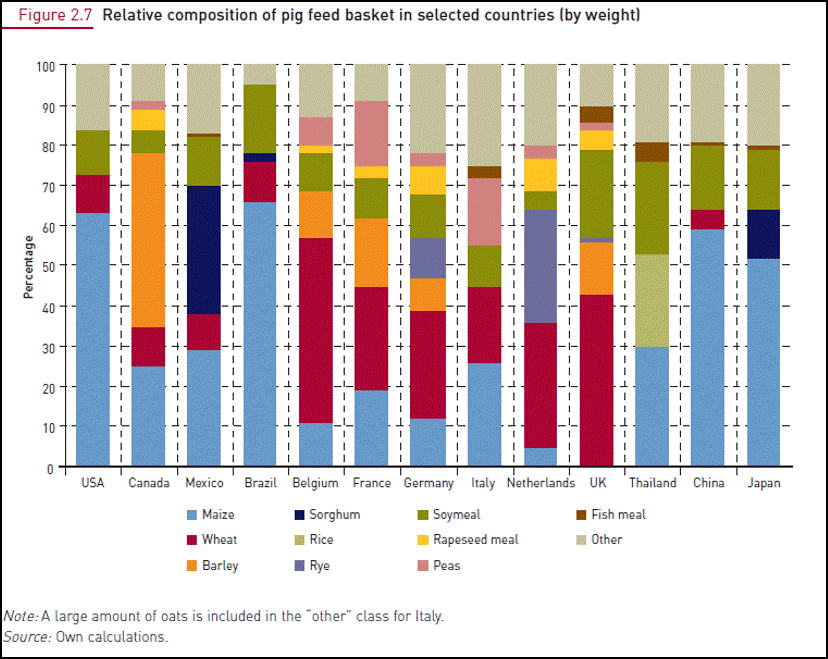 Figure 2.7 Relative composition of pig feed basket in selected countries (by weight)
100
90
80
70
60
50
40
30
20
10
0
Percentage
USA Canada Mexico Brazil Belgium France Germany Italy Netherlands UK Thailand China Japan
Maize Sorghum Soymeal Fish meal
Wheat Rice Rapeseed meal Other
Barley Rye Peas
Note: A large amount of oats is included in the "other" class for Italy.
Source: Own calculations.